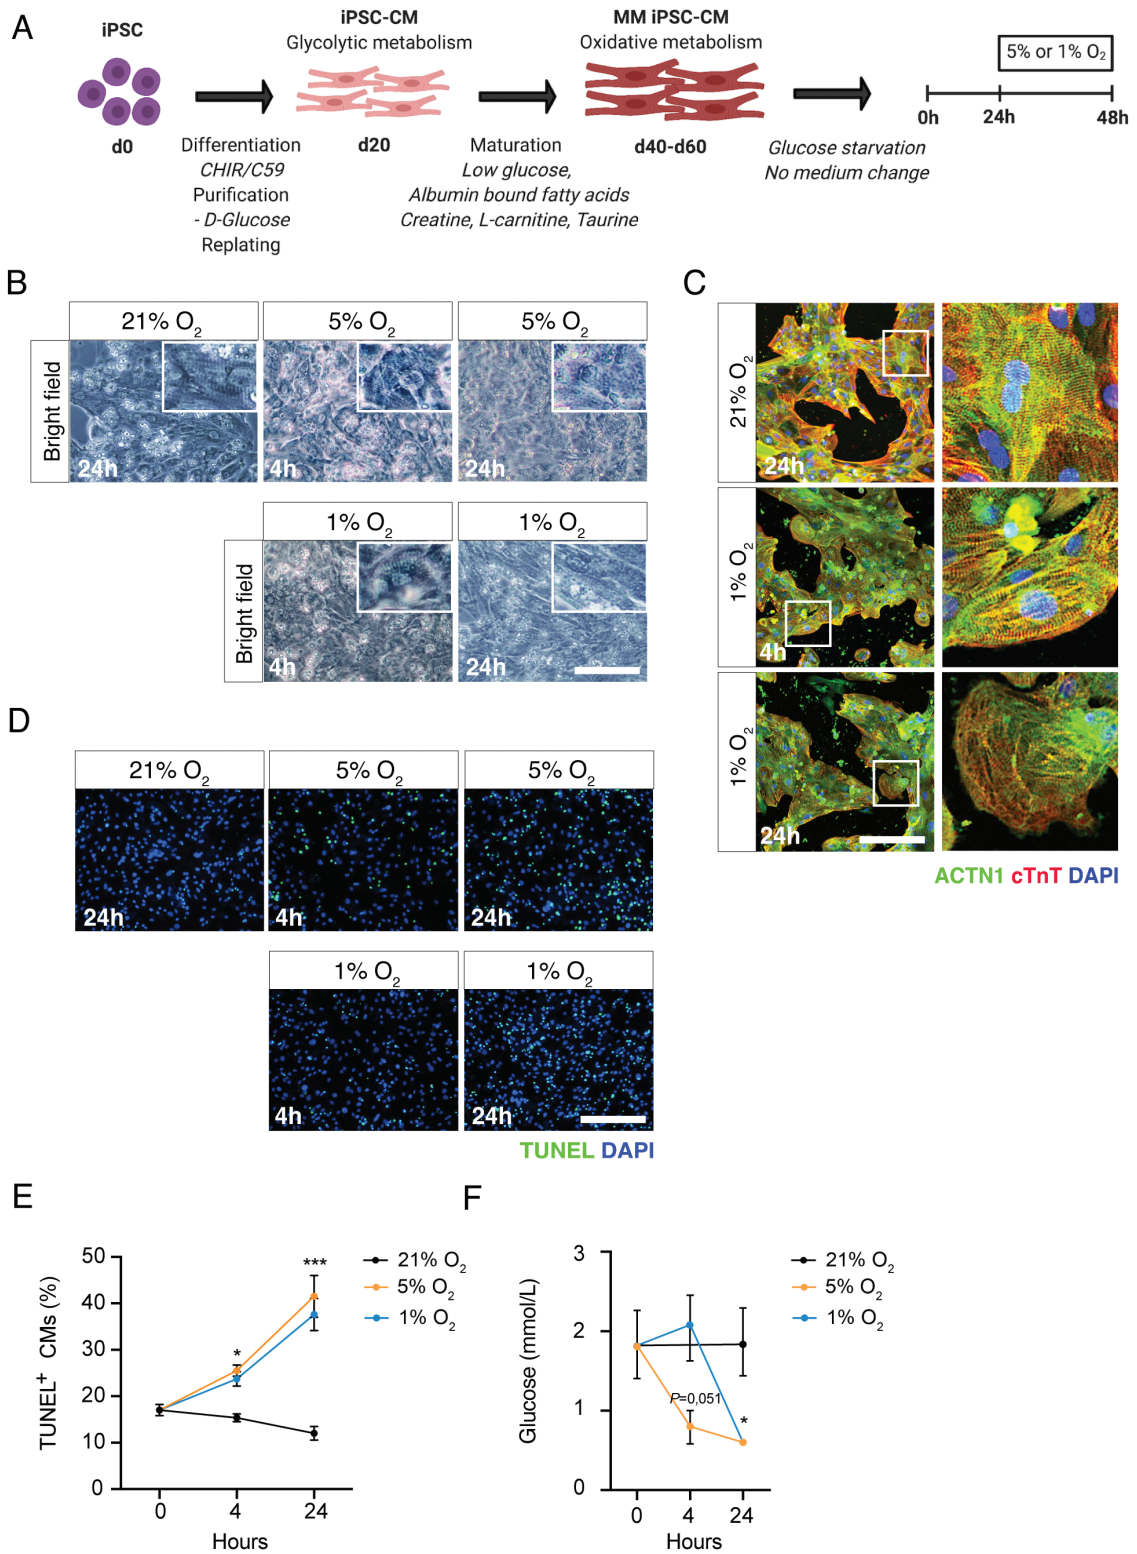 A
iPSC
iPSC-CM
Glycolytic metabolism
MM iPSC-CM
Oxidative metabolism
5% or 1% O2
0h
24h
48h
d0
Differentiation
CHIR/C59
Purification
- D-Glucose
Replating
d20
Maturation
Low glucose,
Albumin bound fatty acids
Creatine, L-carnitine, Taurine
d40-d60
Glucose starvation
No medium change
B
21% O2
5% O2
5% O2
Bright field
24h
4h
24h
1% O2
1% O2
Bright field
4h
24h
C
21% O2
24h
1% O2
4h
1% O2
24h
ACTN1 cTnT DAPI
D
21% O2
5% O2
5% O2
24h
4h
24h
1% O2
1% O2
4h
24h
TUNEL DAPI
E
TUNEL+ CMs (%)
50
40
30
20
10
0
*
***
21% O2
5% O2
1% O2
0
4
24
Hours
F
Glucose (mmol/L)
3
2
1
0
P=0,051
*
21% O2
5% O2
1% O2
0
4
24
Hours